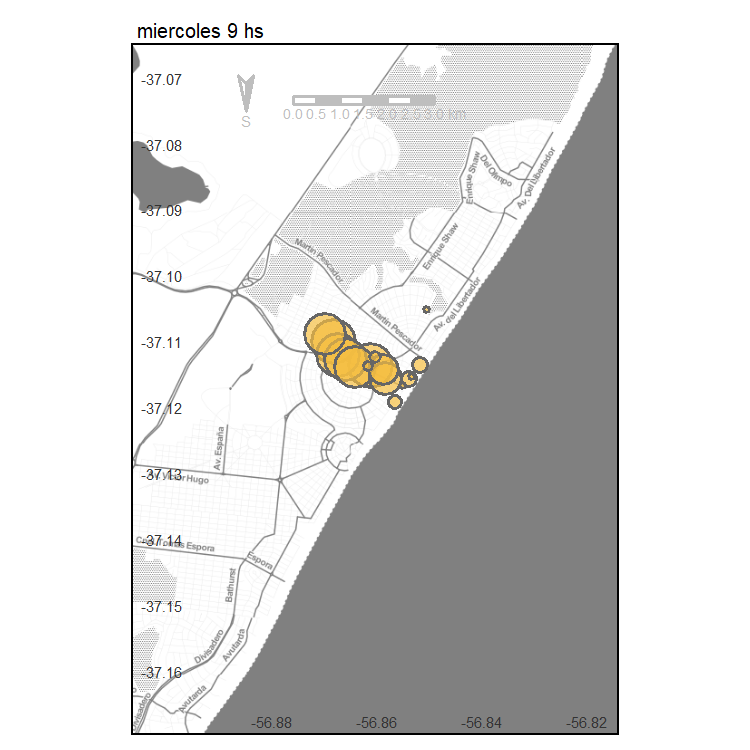 miercoles 9 hs
-37.07
0.0 0.5 1.0 1.5 2.0 2.5 3.0 km
S
-37.08
Enrique Shaw
Del Olimpo
Av. Del Libertador
-37.09
Enrique Shaw
Martin Pescador
-37.10
Av. del Libertador
Martin Pescador
-37.11
-37.12
Av. España
-37.13
Hugo
-37.14
Espora
Espora
Bathurst
-37.15
Divisadero
Avutarda
-37.16
Avutarda
Divisadero
-56.88
-56.86
-56.84
-56.82